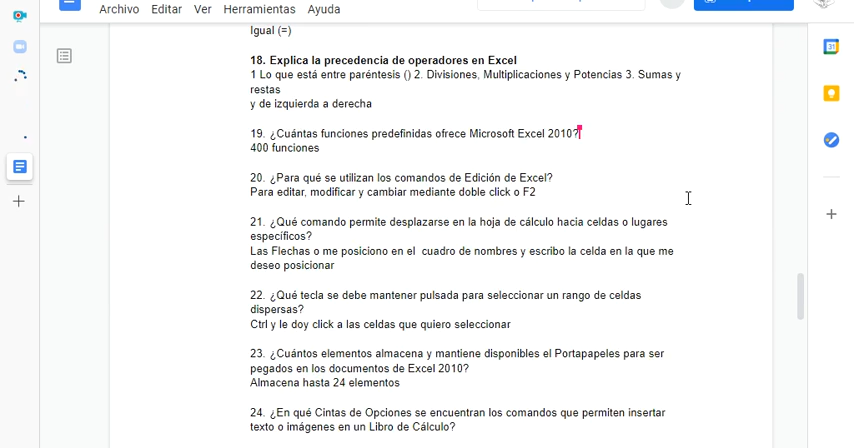 Archivo Editar Ver Herramientas Ayuda
Igual (=)
18. Explica la precedencia de operadores en Excel
1 Lo que está entre paréntesis () 2. Divisiones, Multiplicaciones y Potencias 3. Sumas y
restas
y de izquierda a derecha
19. ¿Cuántas funciones predefinidas ofrece Microsoft Excel 2010?
400 funciones
20. ¿Para qué se utilizan los comandos de Edición de Excel?
Para editar, modificar y cambiar mediante doble click o F2
21. ¿Qué comando permite desplazarse en la hoja de cálculo hacia celdas o lugares
específicos?
Las Flechas o me posiciono en el cuadro de nombres y escribo la celda en la que me
deseo posicionar
22. ¿Qué tecla se debe mantener pulsada para seleccionar un rango de celdas
dispersas?
Ctrl y le doy click a las celdas que quiero seleccionar
23. ¿Cuántos elementos almacena y mantiene disponibles el Portapapeles para ser
pegados en los documentos de Excel 2010?
Almacena hasta 24 elementos
24. ¿En qué Cintas de Opciones se encuentran los comandos que permiten insertar
texto o imágenes en un Libro de Cálculo?
31